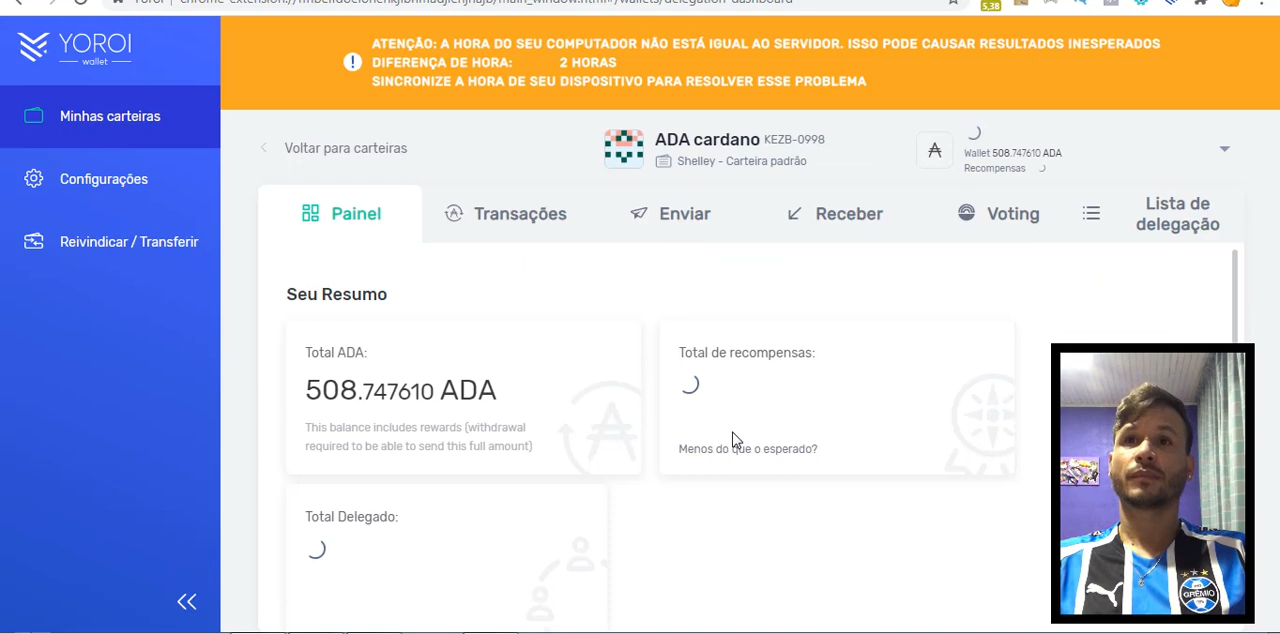 YOROI
wallet
ATENÇÃO: A HORA DO SEU COMPUTADOR NÃO ESTÁ IGUAL AO SERVIDOR. ISSO PODE CAUSAR RESULTADOS INESPERADOS
DIFERENÇA DE HORA: 2 HORAS
SINCRONIZE A HORA DE SEU DISPOSITIVO PARA RESOLVER ESSE PROBLEMA
5,38
Minhas carteiras
Configurações
Reivindicar / Transferir
Voltar para carteiras
ADA cardano KEZB-0998
Shelley - Carteira padrão
Wallet 508.747610 ADA
Recompensas
Painel
Transações
Enviar
Receber
Voting
Lista de
delegação
Seu Resumo
Total ADA:
508.747610 ADA
This balance includes rewards (withdrawal
required to be able to send this full amount)
Total de recompensas:
Menos do que o esperado?
Total Delegado:
GRÊMIO